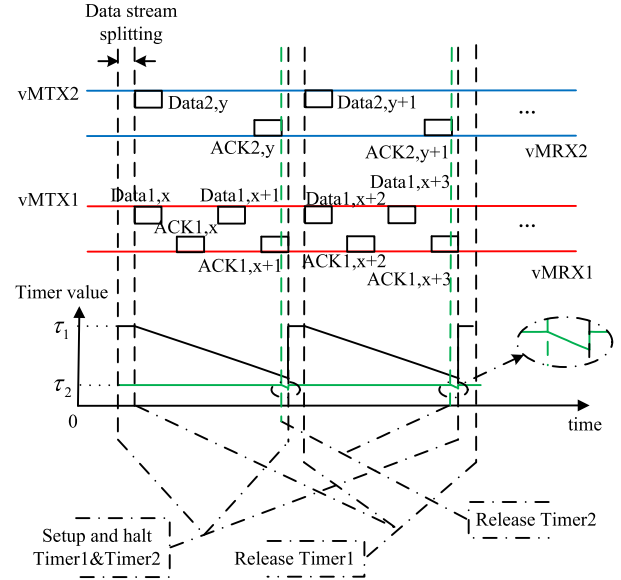 Data stream
splitting
vMTX2
Data2,y
Data2,y+1
...
ACK2,y
ACK2,y+1
vMRX2
Data1,x+3
vMTX1
Data1,x
Data1,x+1
Data1,x+2
ACK1,x
...
ACK1,x+1
ACK1,x+2
ACK1,x+3
vMRX1
Timer value
τ1
τ2
0
time
Setup and halt
Timer1&Timer2
Release Timer1
Release Timer2